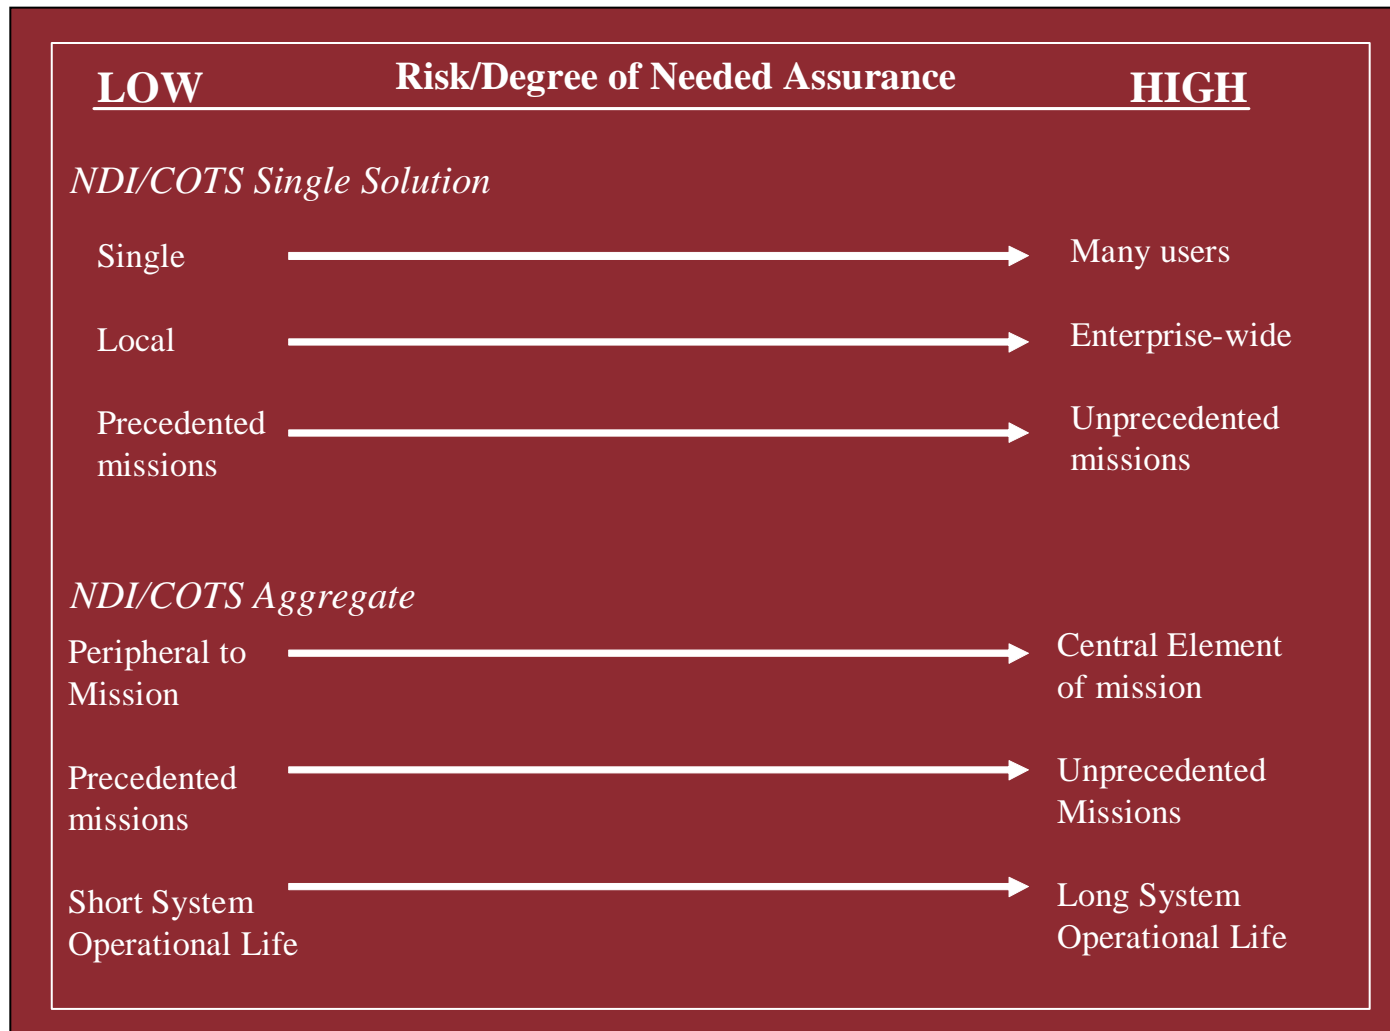 LOW Risk/Degree of Needed Assurance HIGH
NDI/COTS Single Solution
Single Many users
Local Enterprise-wide
Precedented Unprecedented
missions missions
NDI/COTS Aggregate
Peripheral to Central Element
Mission of mission
Precedented Unprecedented
missions Missions
Short System Long System
Operational Life Operational Life